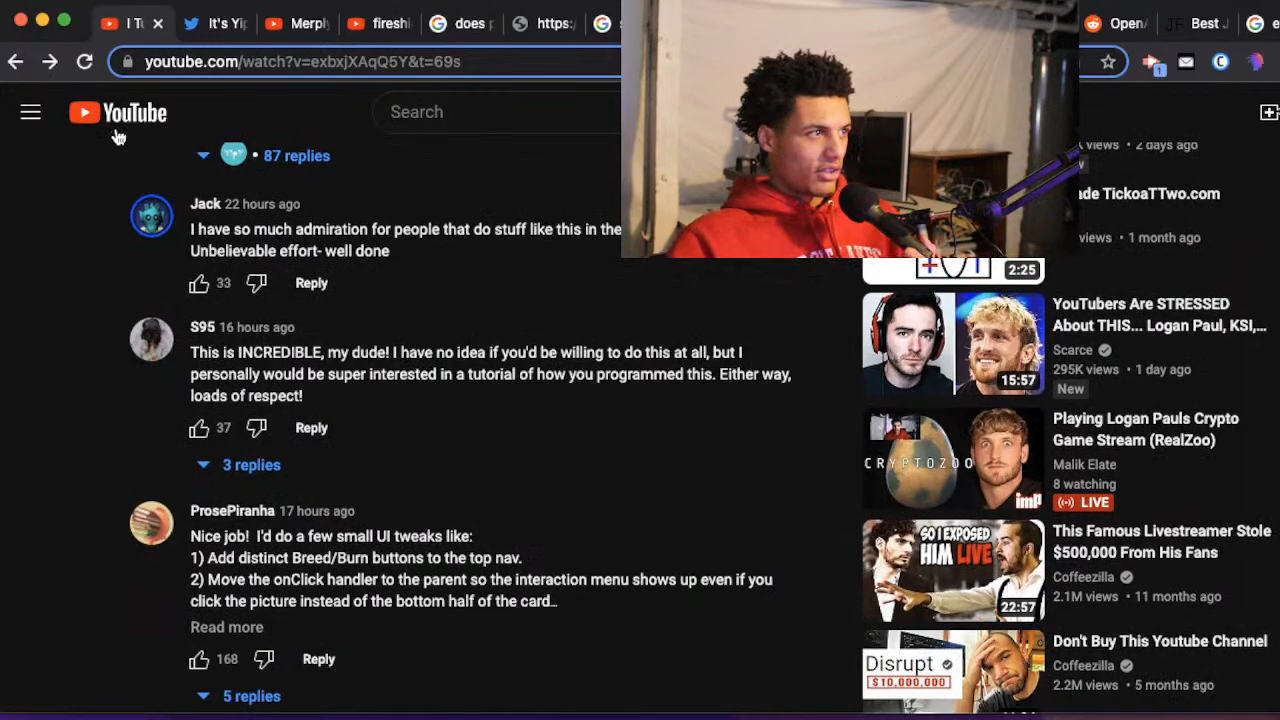 I Tu
It's Yip
Merply
fireshi
does p
https:/
s
Open
Best J
e
youtube.com/watch?v=exbxjXAqQ5Y&t=69s
1
YouTube
Search
87 replies
Jack 22 hours ago
I have so much admiration for people that do stuff like this in the
Unbelievable effort- well done
33 Reply
S95 16 hours ago
This is INCREDIBLE, my dude! I have no idea if you'd be willing to do this at all, but I
personally would be super interested in a tutorial of how you programmed this. Either way,
loads of respect!
37 Reply
3 replies
ProsePiranha 17 hours ago
Nice job! I'd do a few small UI tweaks like:
1) Add distinct Breed/Burn buttons to the top nav.
2) Move the onClick handler to the parent so the interaction menu shows up even if you
click the picture instead of the bottom half of the card…
Read more
168 Reply
5 replies
views • 2 days ago
ade TickoaTTwo.com
views • 1 month ago
2:25
YouTubers Are STRESSED
About THIS... Logan Paul, KSI,...
Scarce
295K views • 1 day ago
New
15:57
Playing Logan Pauls Crypto
Game Stream (RealZoo)
Malik Elate
8 watching
LIVE
CRYPTOZOO
imp
This Famous Livestreamer Stole
$500,000 From His Fans
Coffeezilla
2.1M views • 11 months ago
SO I EXPOSED
HIM LIVE
22:57
Don't Buy This Youtube Channel
Coffeezilla
2.2M views • 5 months ago
Disrupt
$10,000,000